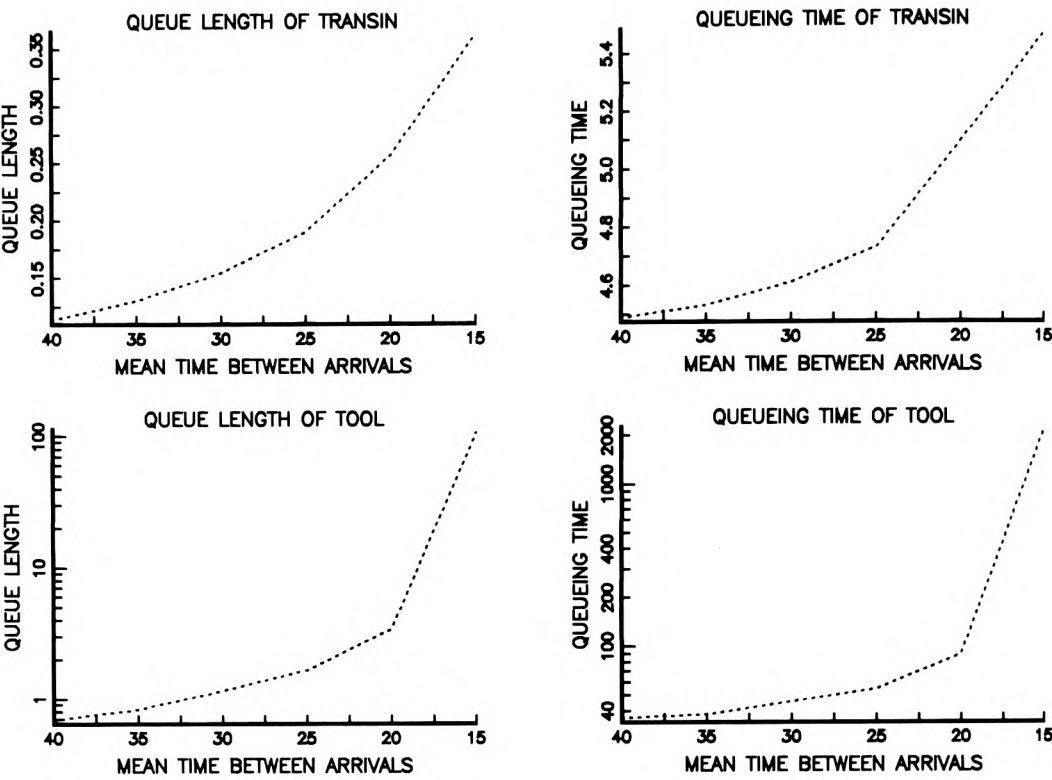 QUEUE LENGTH OF TRANSIN
QUEUE LENGTH
0.35
0.30
0.25
0.20
0.15
40 35 30 25 20 15
MEAN TIME BETWEEN ARRIVALS
QUEUEING TIME OF TRANSIN
QUEUEING TIME
5.4
5.2
5.0
4.8
4.6
40 35 30 25 20 15
MEAN TIME BETWEEN ARRIVALS
QUEUE LENGTH OF TOOL
QUEUE LENGTH
100
10
1
40 35 30 25 20 15
MEAN TIME BETWEEN ARRIVALS
QUEUEING TIME OF TOOL
QUEUEING TIME
2000
1000
400
200
100
40
40 35 30 25 20 15
MEAN TIME BETWEEN ARRIVALS